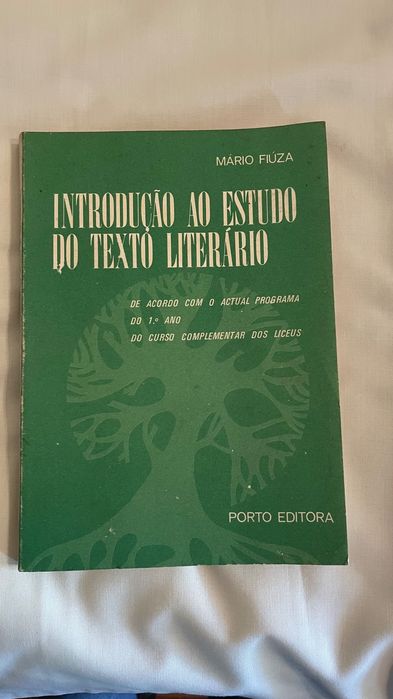 MÁRIO FIÚZA
INTRODUÇÃO AO ESTUDO
DO TEXTO LITERÁRIO
DE ACORDO COM O ACTUAL PROGRAMA
DO 1.º ANO
DO CURSO COMPLEMENTAR DOS LICEUS
PORTO EDITORA